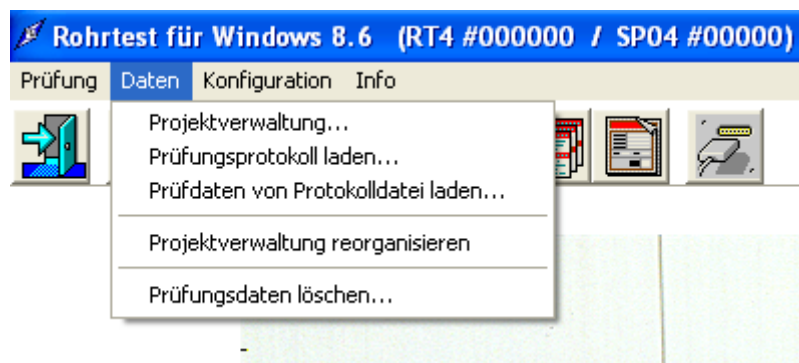 Rohrtest für Windows 8.6 (RT4 #000000 / SP04 #00000)
Prüfung Daten Konfiguration Info
Projektverwaltung...
Prüfungsprotokoll laden...
Prüfdaten von Protokolldatei laden...
Projektverwaltung reorganisieren
Prüfungsdaten löschen...